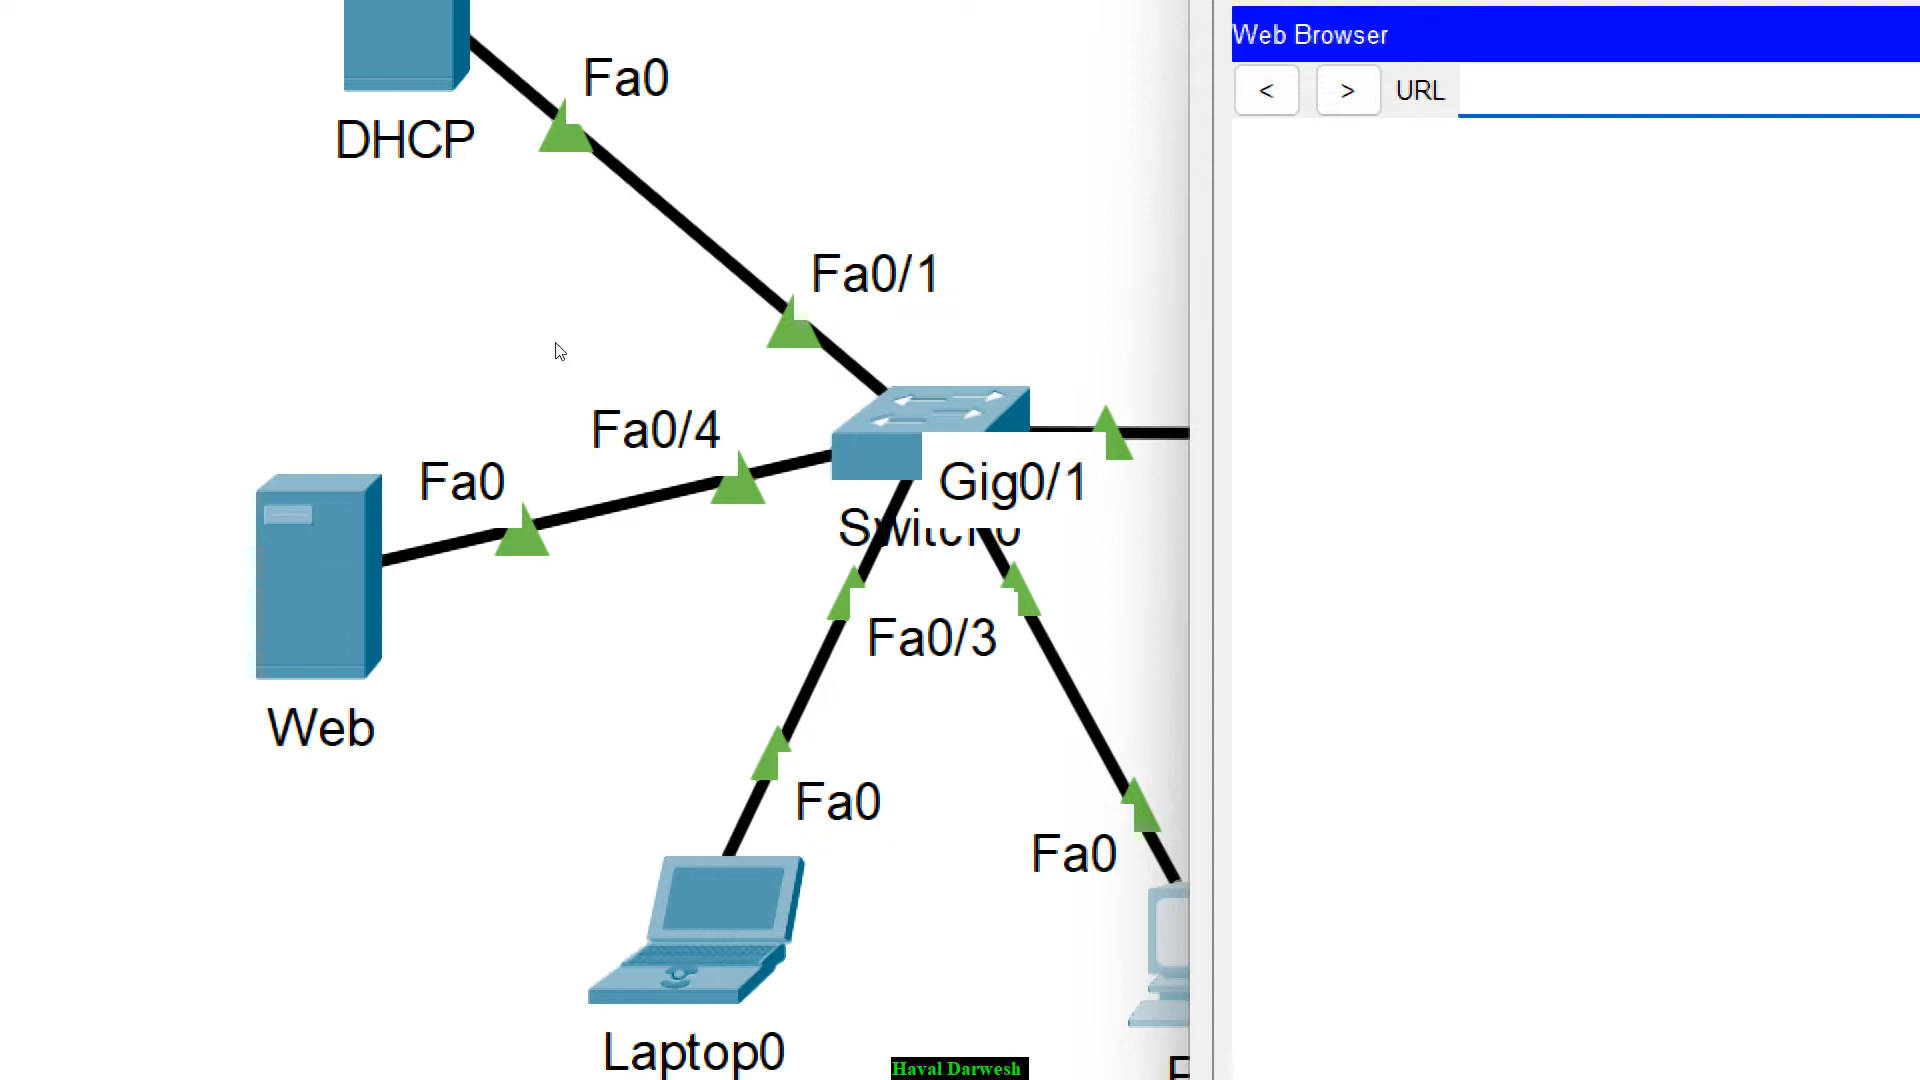 Web Browser
< > URL
Fa0
DHCP
Fa0/1
Fa0/4
Fa0
Gig0/1
Fa0/3
Web
Fa0
Fa0
Laptop0
Haval Darwesh